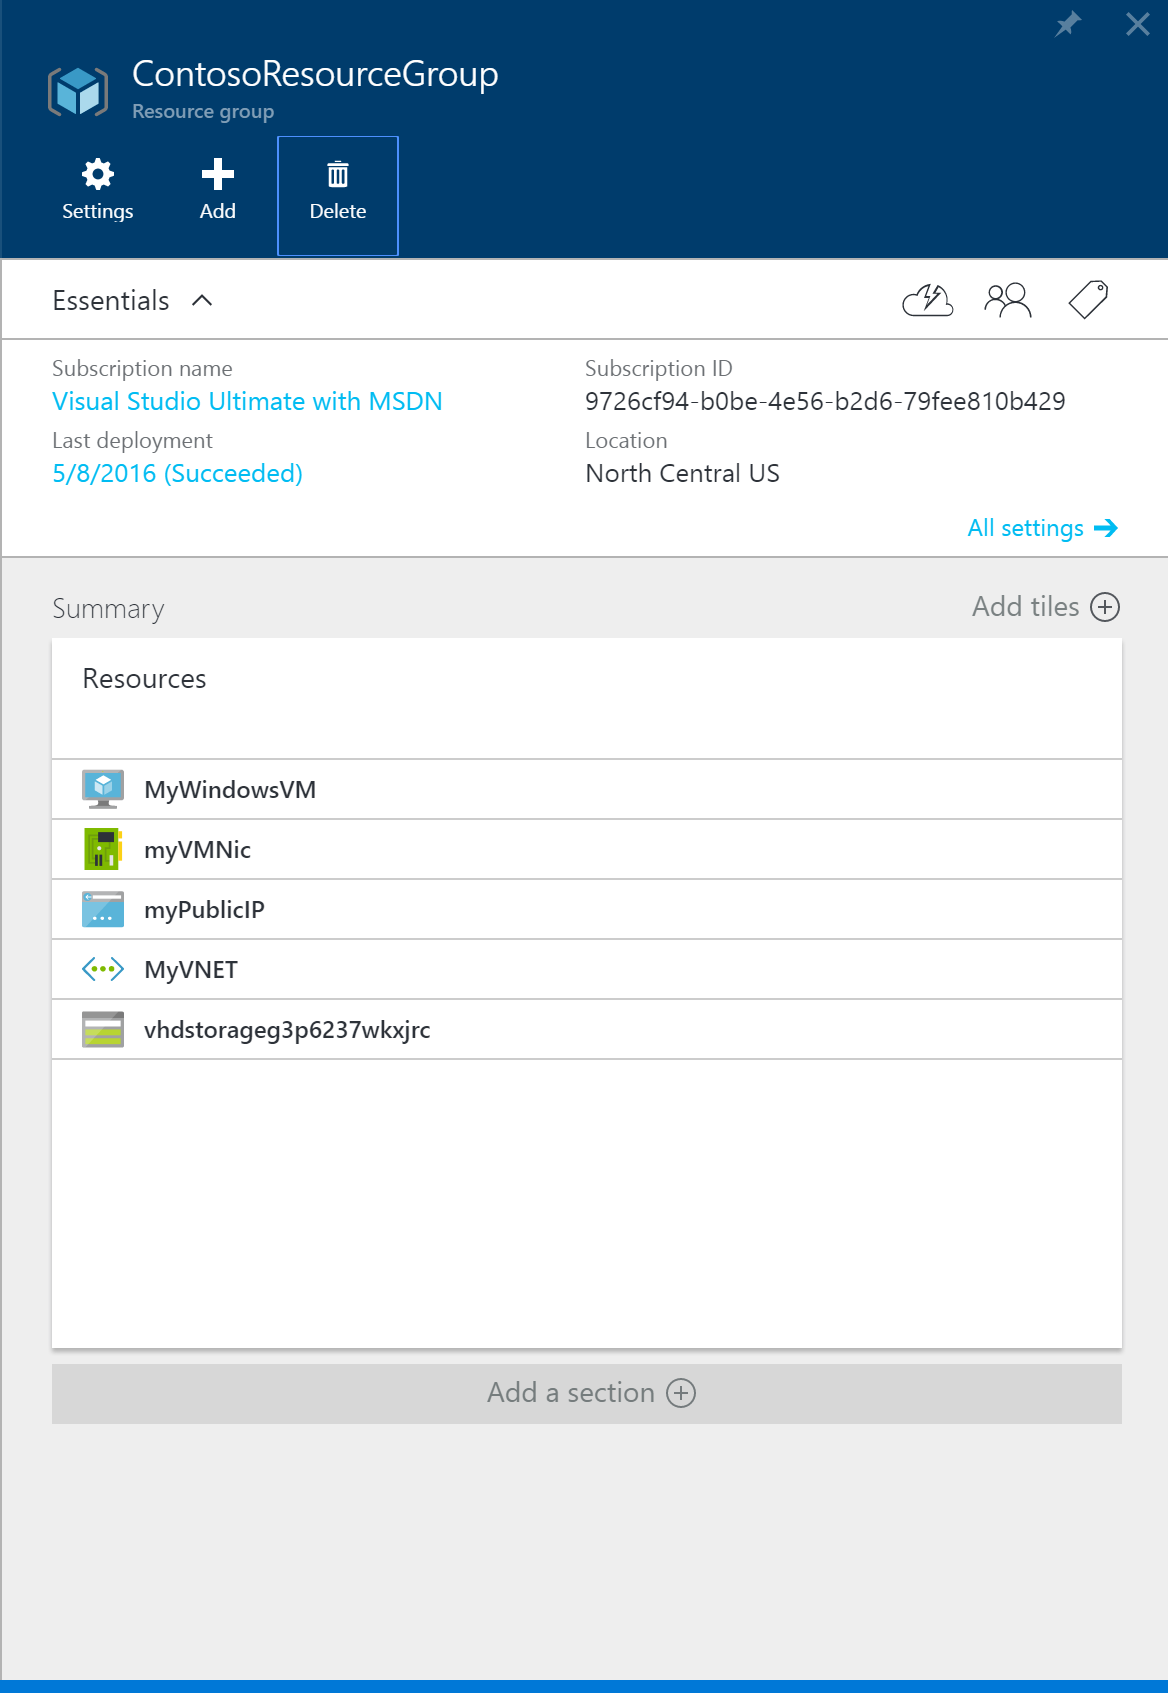 ContosoResourceGroup
Resource group
Settings
Add
Delete
Essentials
Subscription name
Subscription ID
Visual Studio Ultimate with MSDN
9726cf94-b0be-4e56-b2d6-79fee810b429
Last deployment
Location
5/8/2016 (Succeeded)
North Central US
All settings
Summary
Add tiles
Resources
MyWindowsVM
myVMNic
myPublicIP
MyVNET
vhdstorageg3p6237wkxjrc
Add a section